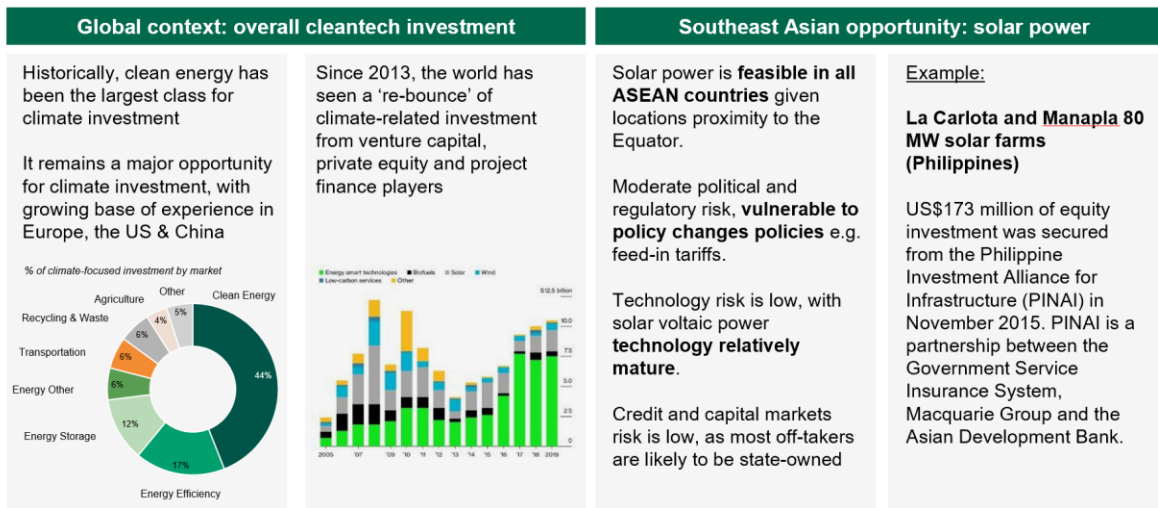 Global context: overall cleantech investment
Southeast Asian opportunity: solar power
Historically, clean energy has
been the largest class for
climate investment
It remains a major opportunity
for climate investment, with
growing base of experience in
Europe, the US & China
% of climate-focused investment by market
Other
Clean Energy
Agriculture
Recycling & Waste
Transportation
Energy Other
Energy Storage
Energy Efficiency
5%
4%
6%
6%
6%
12%
17%
44%
Since 2013, the world has
seen a ‘re-bounce’ of
climate-related investment
from venture capital,
private equity and project
finance players
Energy smart technologies Biofuels Solar Wind
Low-carbon services Other
$12.5 billion
10.0
7.5
5.0
2.5
0
2005 '07 '09 '10 '11 '12 '13 '14 '15 '16 '17 '18 2019
Solar power is feasible in all
ASEAN countries given
locations proximity to the
Equator.
Moderate political and
regulatory risk, vulnerable to
policy changes policies e.g.
feed-in tariffs.
Technology risk is low, with
solar voltaic power
technology relatively
mature.
Credit and capital markets
risk is low, as most off-takers
are likely to be state-owned
Example:
La Carlota and Manapla 80
MW solar farms
(Philippines)
US$173 million of equity
investment was secured
from the Philippine
Investment Alliance for
Infrastructure (PINAI) in
November 2015. PINAI is a
partnership between the
Government Service
Insurance System,
Macquarie Group and the
Asian Development Bank.